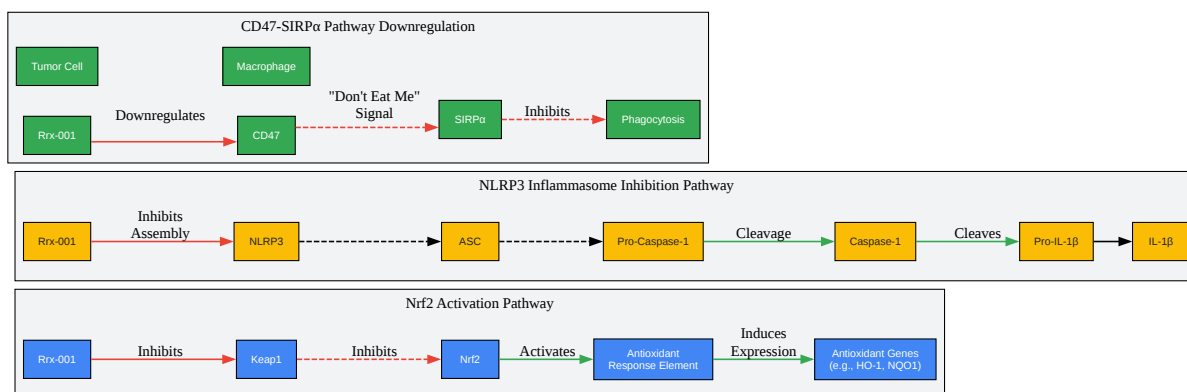 CD47-SIRPα Pathway Downregulation
Tumor Cell
Macrophage
Rrx-001
Downregulates
CD47
"Don't Eat Me"
Signal
SIRPα
Inhibits
Phagocytosis
NLRP3 Inflammasome Inhibition Pathway
Rrx-001
Inhibits
Assembly
NLRP3
ASC
Pro-Caspase-1
Cleavage
Caspase-1
Cleaves
Pro-IL-1β
IL-1β
Nrf2 Activation Pathway
Rrx-001
Inhibits
Keap1
Inhibits
Nrf2
Activates
Antioxidant
Response Element
Induces
Expression
Antioxidant Genes
(e.g., HO-1, NQO1)